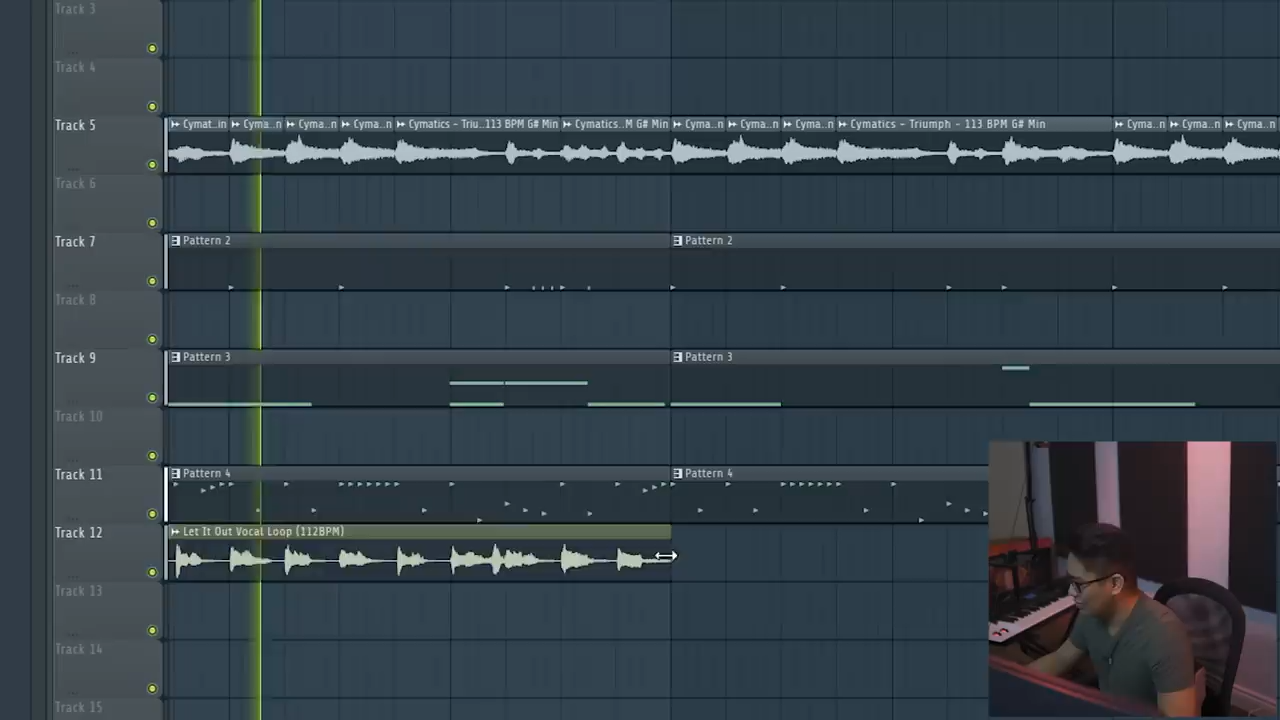 Track 3
Track 4
Track 5
Cymat..in Cyma..n Cyma..n Cyma..n Cymatics - Triu..113 BPM G# Min Cymatics..M G# Min Cyma..n Cyma..n Cyma..n Cymatics - Triumph - 113 BPM G# Min Cyma..n Cyma..n Cyma..n
Track 6
Track 7
Pattern 2 Pattern 2
Track 8
Track 9
Pattern 3 Pattern 3
Track 10
Track 11
Pattern 4 Pattern 4
Track 12
Let It Out Vocal Loop (112BPM)
Track 13
Track 14
Track 15